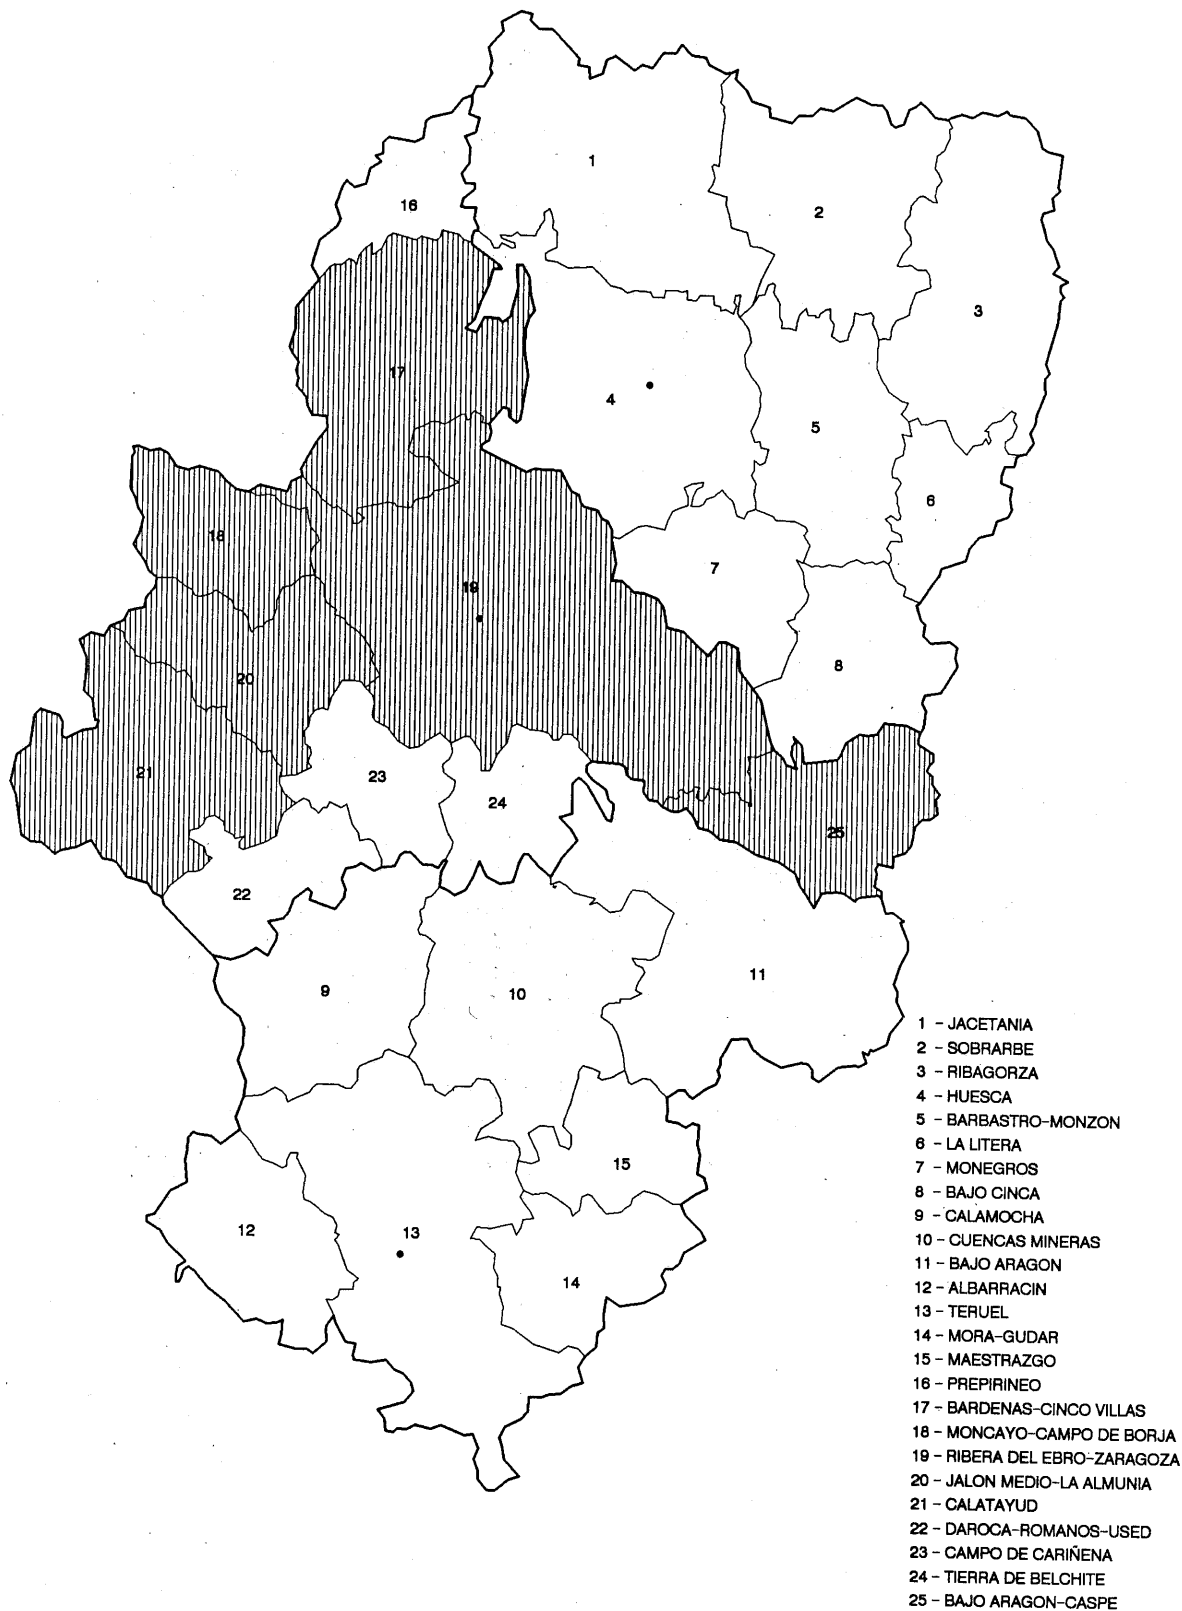 1
2
16
3
17
4
5
6
18
7
19
8
20
21
23
24
25
22
11
9
10
15
12
13
14
1 - JACETANIA
2 - SOBRARBE
3 - RIBAGORZA
4 - HUESCA
5 - BARBASTRO-MONZON
6 - LA LITERA
7 - MONEGROS
8 - BAJO CINCA
9 - CALAMOCHA
10 - CUENCAS MINERAS
11 - BAJO ARAGON
12 - ALBARRACIN
13 - TERUEL
14 - MORA-GUDAR
15 - MAESTRAZGO
16 - PREPIRINEO
17 - BARDENAS-CINCO VILLAS
18 - MONCAYO-CAMPO DE BORJA
19 - RIBERA DEL EBRO-ZARAGOZA
20 - JALON MEDIO-LA ALMUNIA
21 - CALATAYUD
22 - DAROCA-ROMANOS-USED
23 - CAMPO DE CARIÑENA
24 - TIERRA DE BELCHITE
25 - BAJO ARAGON-CASPE